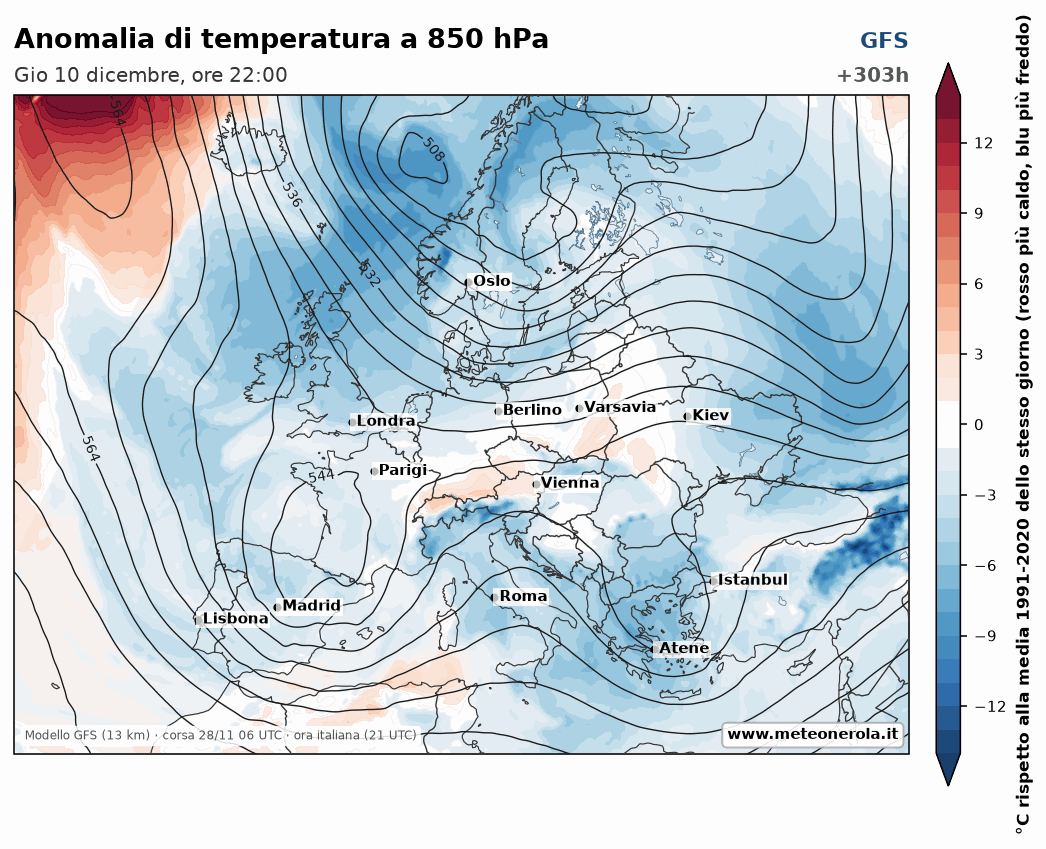 Anomalia di temperatura a 850 hPa
GFS
Gio 10 dicembre, ore 22:00
+303h
564
508
536
532
Oslo
Berlino
Varsavia
Kiev
Londra
564
Parigi
544
Vienna
Istanbul
Roma
Madrid
Lisbona
Atene
Modello GFS (13 km) · corsa 28/11 06 UTC · ora italiana (21 UTC)
www.meteonerola.it
12
9
6
3
0
−3
−6
−9
−12
°C rispetto alla media 1991-2020 dello stesso giorno (rosso più caldo, blu più freddo)